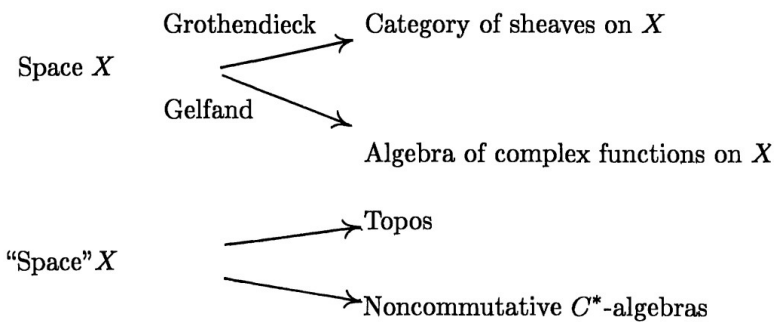 Grothendieck
Category of sheaves on X
Space X
Gelfand
Algebra of complex functions on X
Topos
“Space” X
Noncommutative C*-algebras